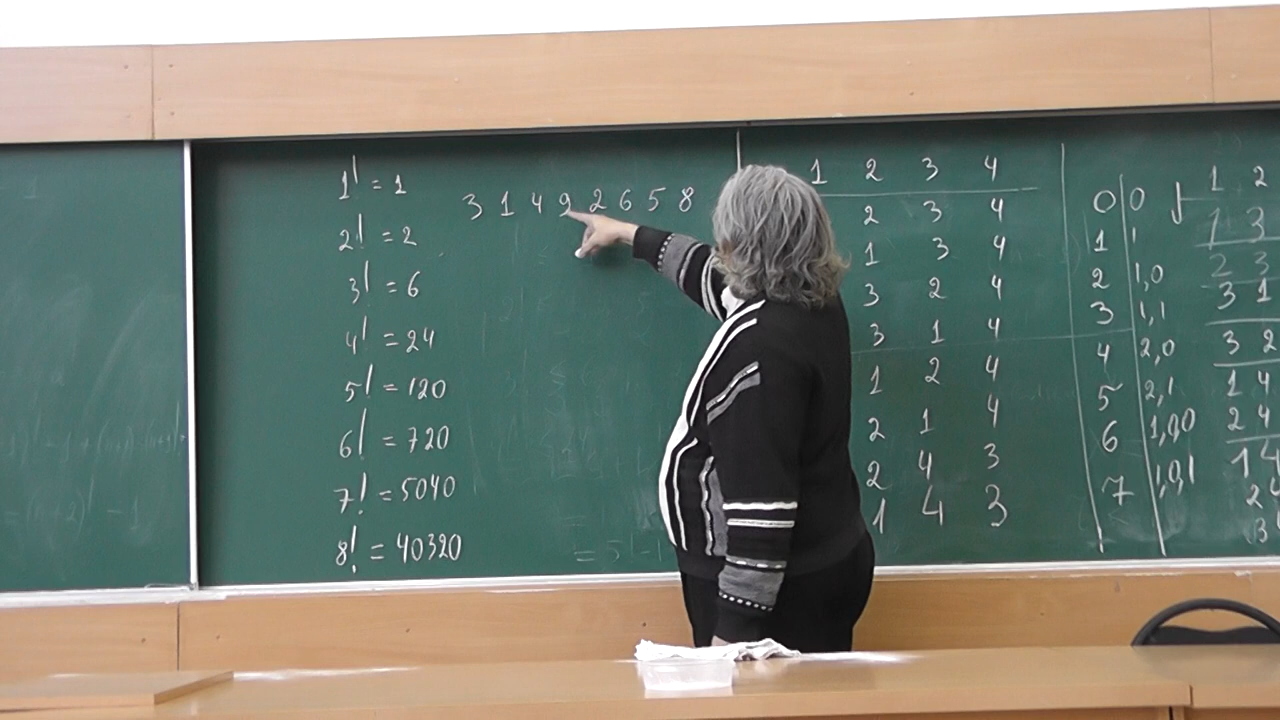 1! = 1
2! = 2
3! = 6
4! = 24
5! = 120
6! = 720
7! = 5040
8! = 40320
3 1 4 9 2 6 5 8
1 2 3 4
2 3 4
1 3 4
3 2 4
3 1 4
1 2 4
2 1 4
2 4 3
1 4 3
0 0
1 1
2 1,0
3 1,1
4 2,0
5 2,1
6 1,0,0
7 1,0,1
1 2
1 3
2 3
3 1
3 2
1 4
2 4
1 4
2 4
3